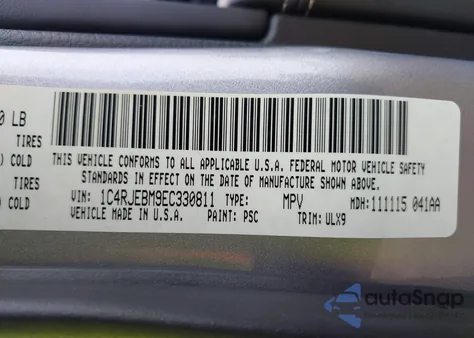 0 LB
TIRES
) COLD
TIRES
) COLD
THIS VEHICLE CONFORMS TO ALL APPLICABLE U.S.A. FEDERAL MOTOR VEHICLE SAFETY
STANDARDS IN EFFECT ON THE DATE OF MANUFACTURE SHOWN ABOVE.
VIN: 1C4RJEBM9EC330811 TYPE: MPV MDH:111115 041AA
VEHICLE MADE IN U.S.A. PAINT: PSC TRIM: ULX9
autoSnap